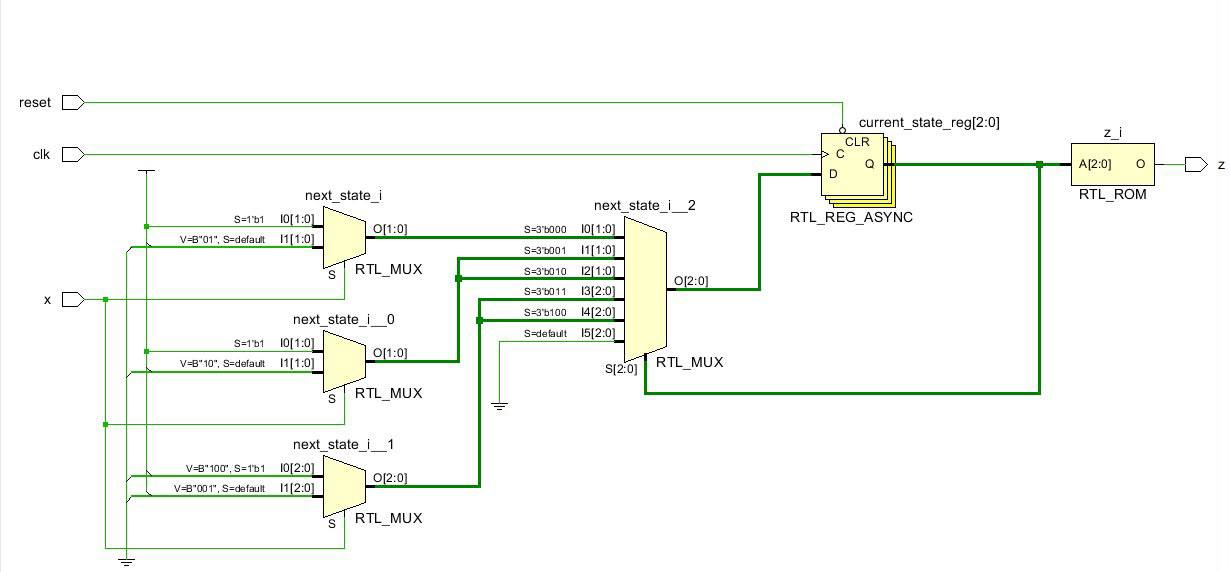 reset
clk
x
next_state_i
S=1'b1 I0[1:0]
V=B"01", S=default I1[1:0]
O[1:0]
S
RTL_MUX
next_state_i__0
S=1'b1 I0[1:0]
V=B"10", S=default I1[1:0]
O[1:0]
S
RTL_MUX
next_state_i__1
V=B"100", S=1'b1 I0[2:0]
V=B"001", S=default I1[2:0]
O[2:0]
S
RTL_MUX
next_state_i__2
S=3'b000 I0[1:0]
S=3'b001 I1[1:0]
S=3'b010 I2[1:0]
S=3'b011 I3[2:0]
S=3'b100 I4[2:0]
S=default I5[2:0]
O[2:0]
S[2:0]
RTL_MUX
current_state_reg[2:0]
CLR
C
Q
D
RTL_REG_ASYNC
z_i
A[2:0] O
RTL_ROM
z